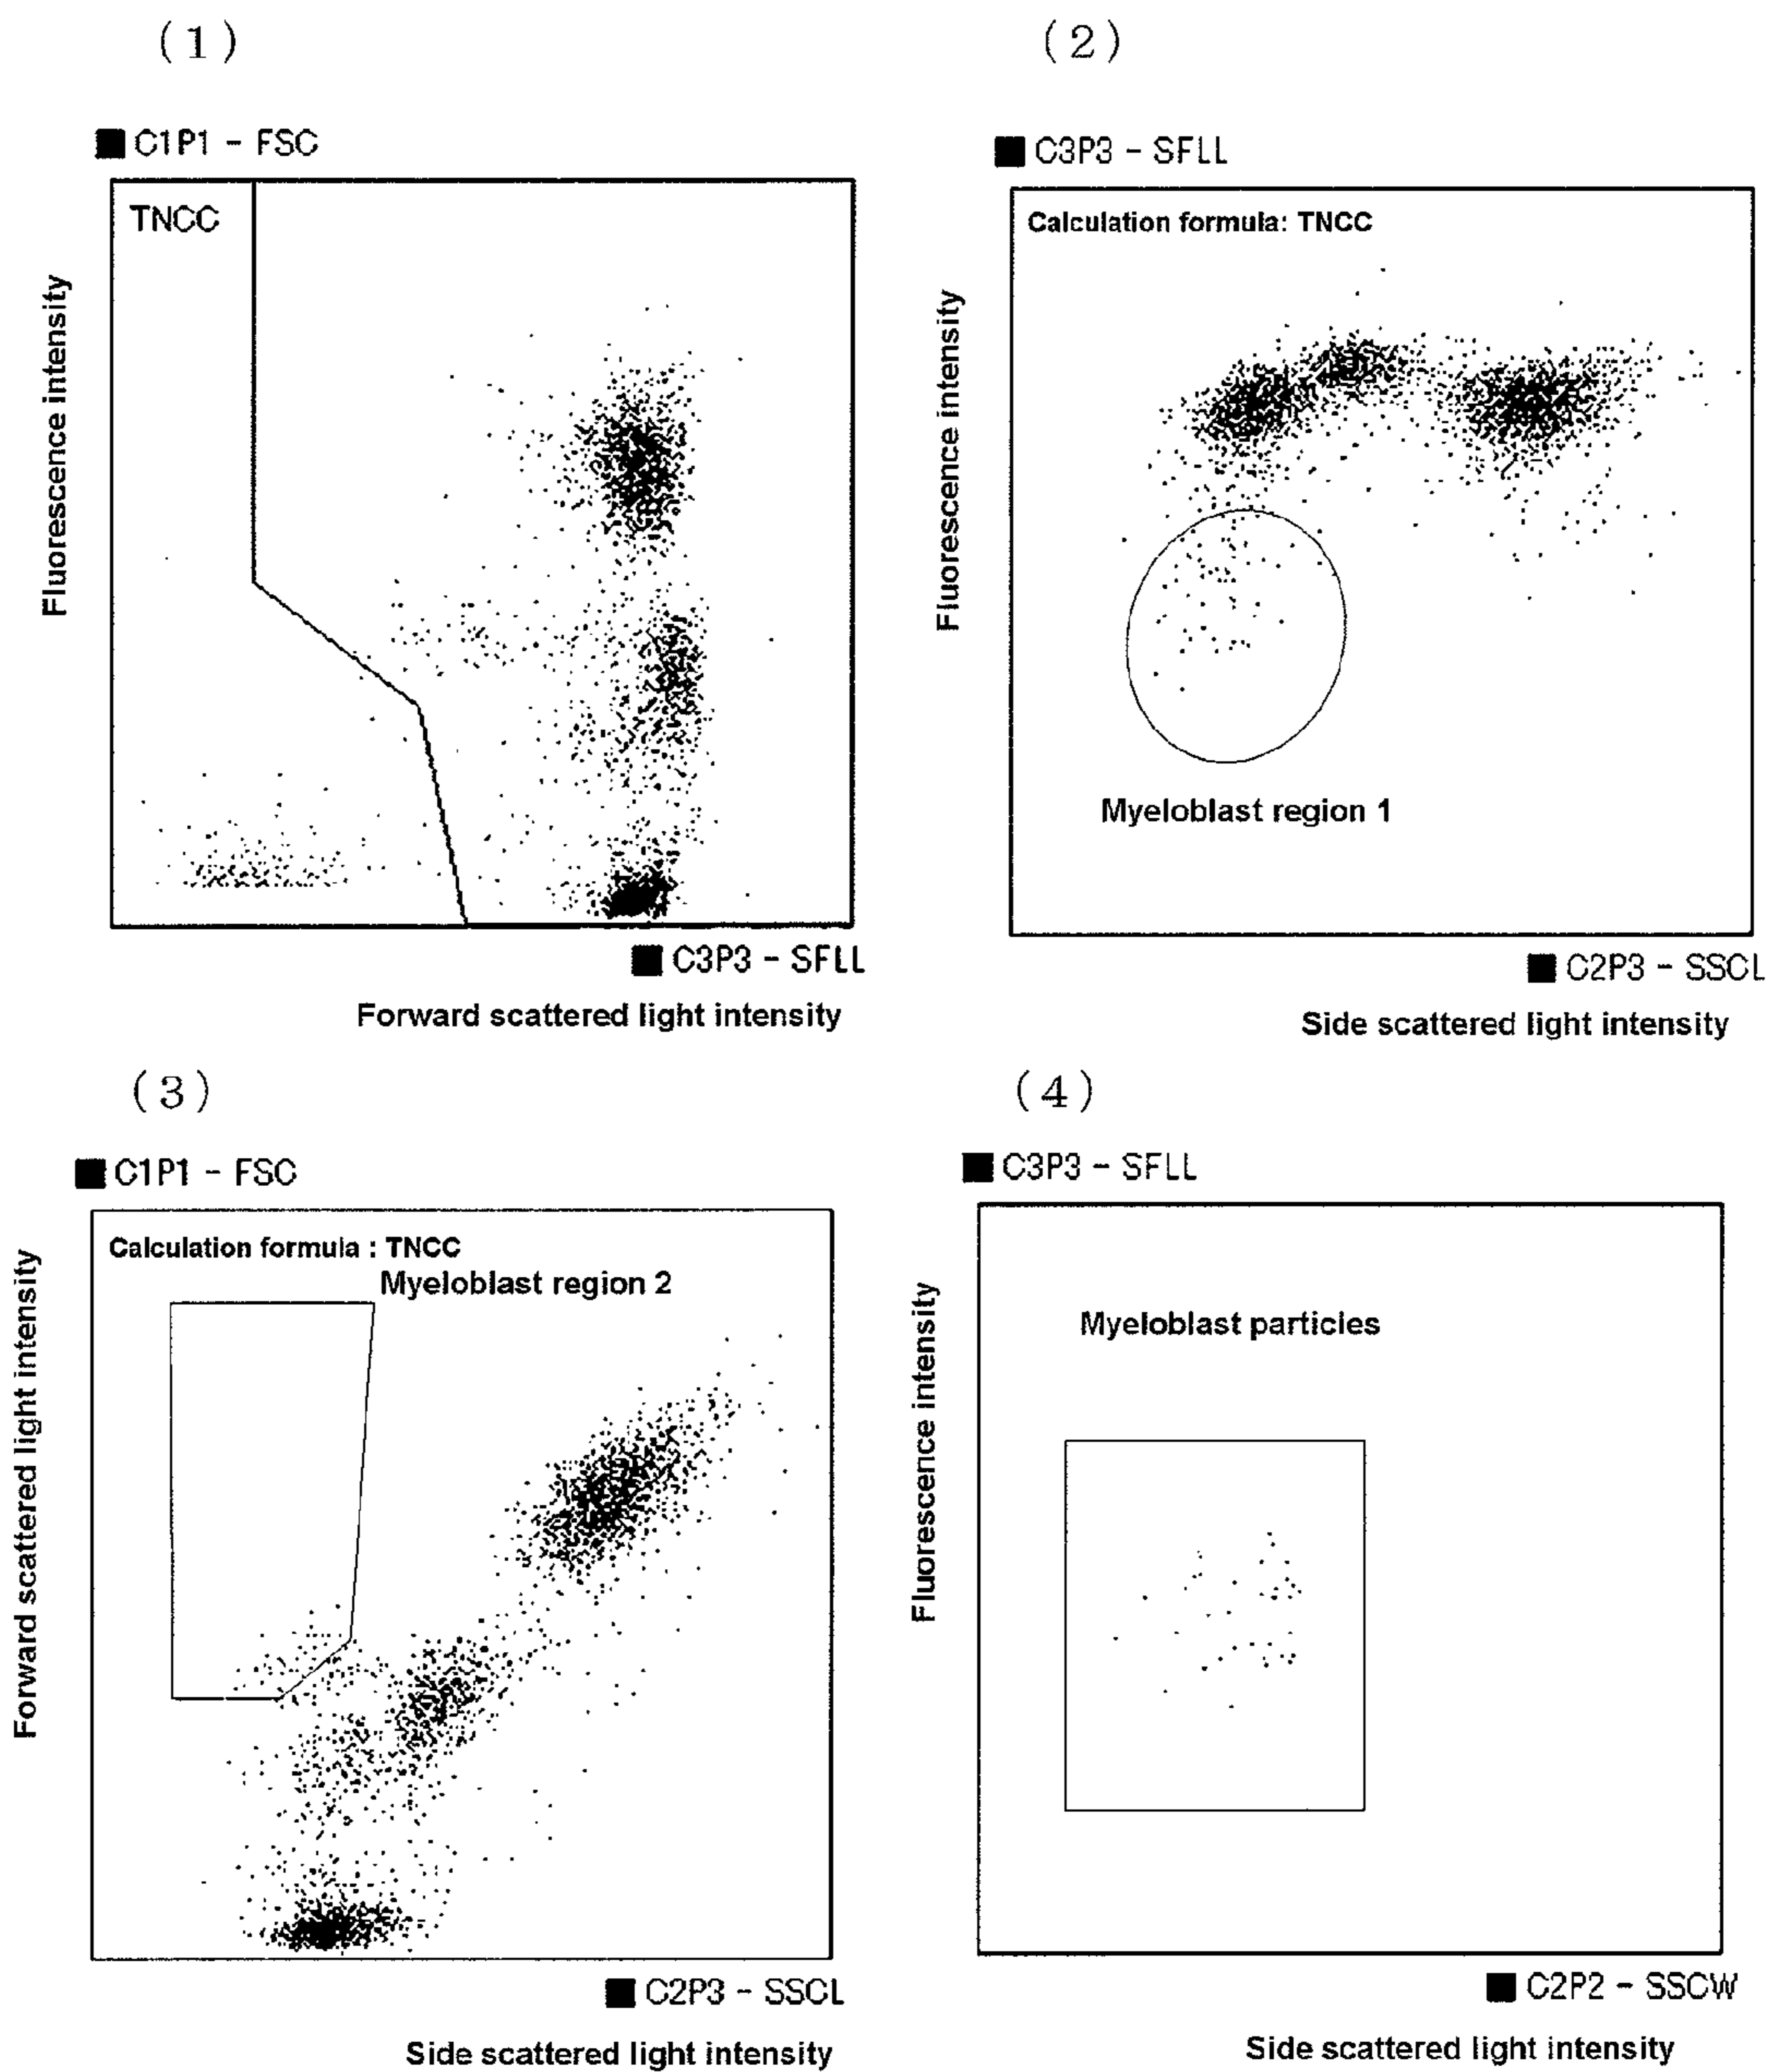 (1)
■ C1P1 - FSC
TNCC
Fluorescence intensity
■ C3P3 - SFLL
Forward scattered light intensity
(2)
■ C3P3 - SFLL
Calculation formula: TNCC
Fluorescence intensity
Myeloblast region 1
■ C2P3 - SSCL
Side scattered light intensity
(3)
■ C1P1 - FSC
Calculation formula : TNCC
Myeloblast region 2
Forward scattered light intensity
■ C2P3 - SSCL
Side scattered light intensity
(4)
■ C3P3 - SFLL
Myeloblast particies
Fluorescence intensity
■ C2P2 - SSCW
Side scattered light intensity